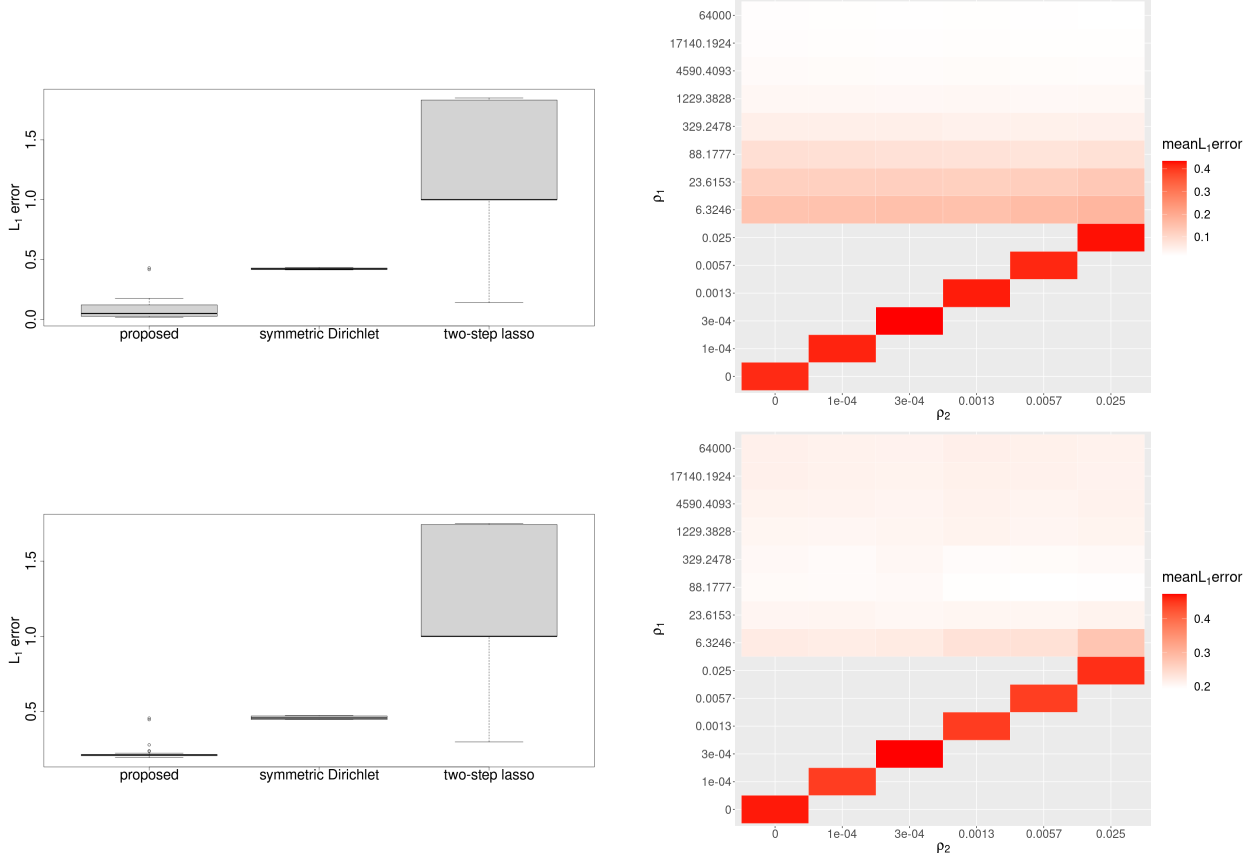 L1 error
0.0
0.5
1.0
1.5
proposed
symmetric Dirichlet
two-step lasso
ρ1
64000
17140.1924
4590.4093
1229.3828
329.2478
88.1777
23.6153
6.3246
0.025
0.0057
0.0013
3e-04
1e-04
0
0 1e-04 3e-04 0.0013 0.0057 0.025
ρ2
meanL1error
0.4
0.3
0.2
0.1
L1 error
0.5
1.0
1.5
proposed
symmetric Dirichlet
two-step lasso
ρ1
64000
17140.1924
4590.4093
1229.3828
329.2478
88.1777
23.6153
6.3246
0.025
0.0057
0.0013
3e-04
1e-04
0
0 1e-04 3e-04 0.0013 0.0057 0.025
ρ2
meanL1error
0.4
0.3
0.2